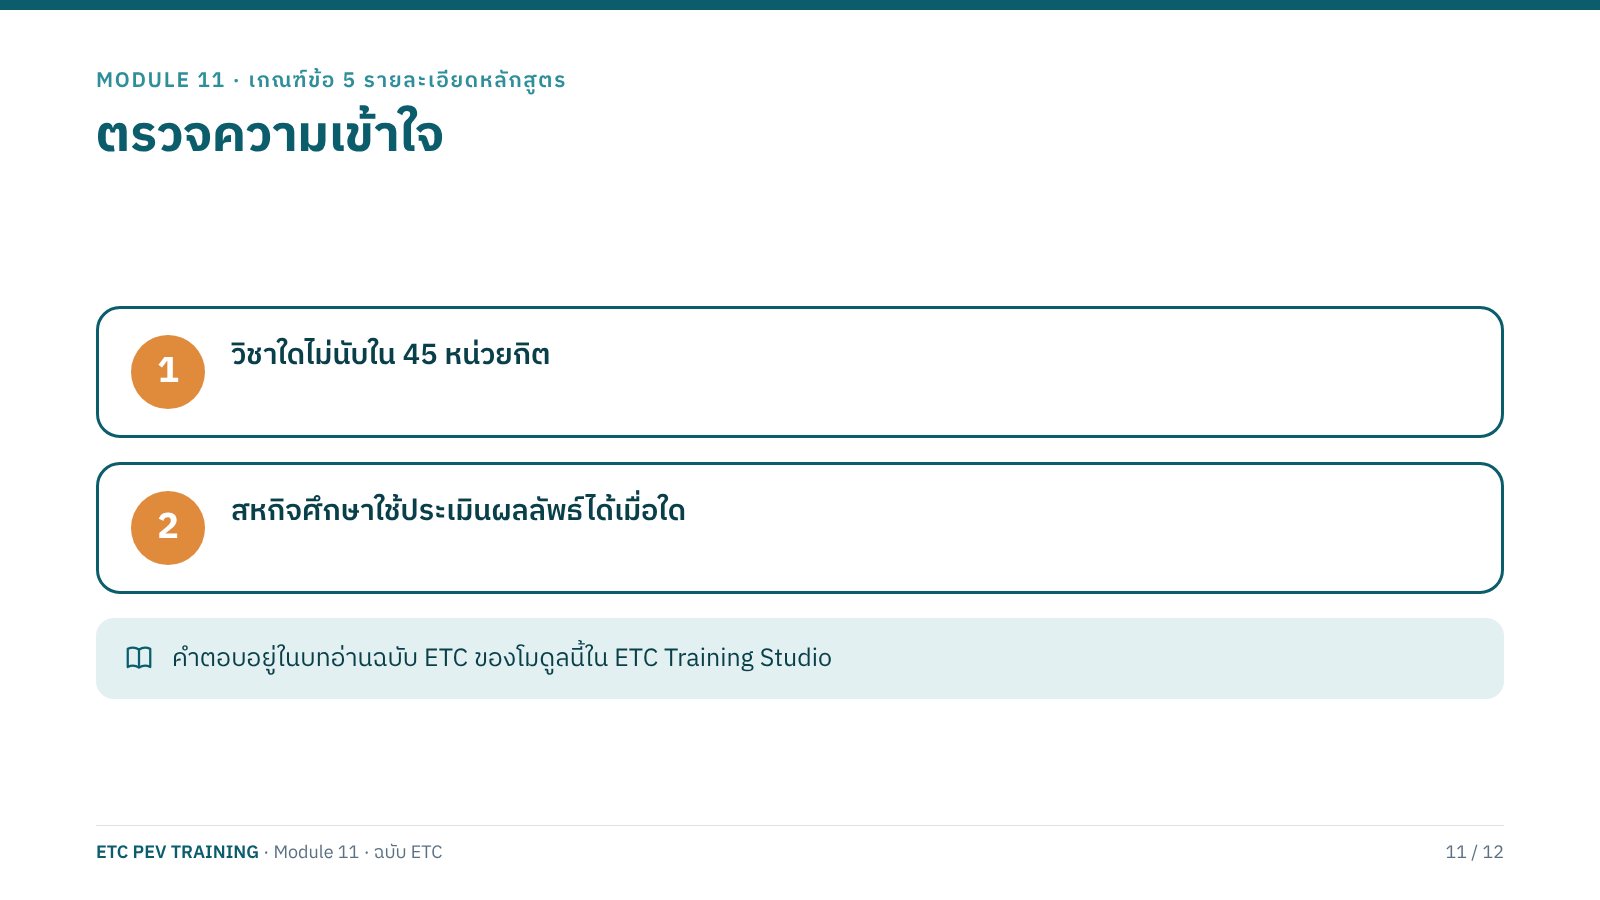 MODULE 11 · เกณฑ์ข้อ 5 รายละเอียดหลักสูตร
ตรวจความเข้าใจ
1 วิชาใดไม่นับใน 45 หน่วยกิต
2 สหกิจศึกษาใช้ประเมินผลลัพธ์ได้เมื่อใด
คำตอบอยู่ในบทอ่านฉบับ ETC ของโมดูลนี้ใน ETC Training Studio
ETC PEV TRAINING · Module 11 · ฉบับ ETC
11 / 12